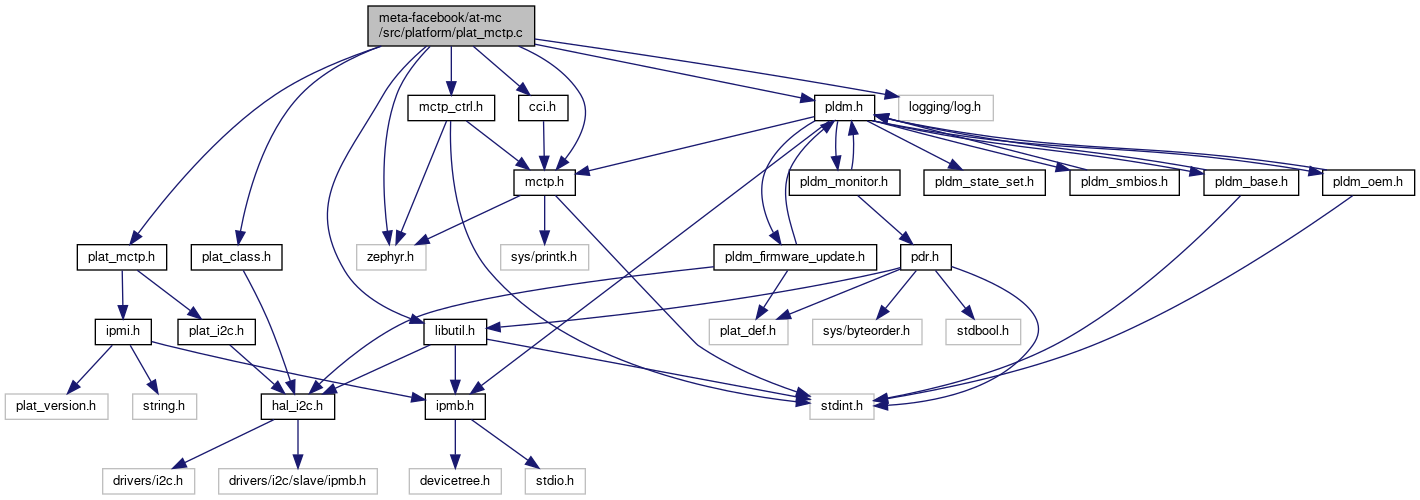 meta-facebook/at-mc
/src/platform/plat_mctp.c
mctp_ctrl.h
cci.h
pldm.h
logging/log.h
mctp.h
pldm_monitor.h
pldm_state_set.h
pldm_smbios.h
pldm_base.h
pldm_oem.h
plat_mctp.h
plat_class.h
zephyr.h
sys/printk.h
pldm_firmware_update.h
pdr.h
ipmi.h
plat_i2c.h
libutil.h
plat_def.h
sys/byteorder.h
stdbool.h
plat_version.h
string.h
hal_i2c.h
ipmb.h
stdint.h
drivers/i2c.h
drivers/i2c/slave/ipmb.h
devicetree.h
stdio.h